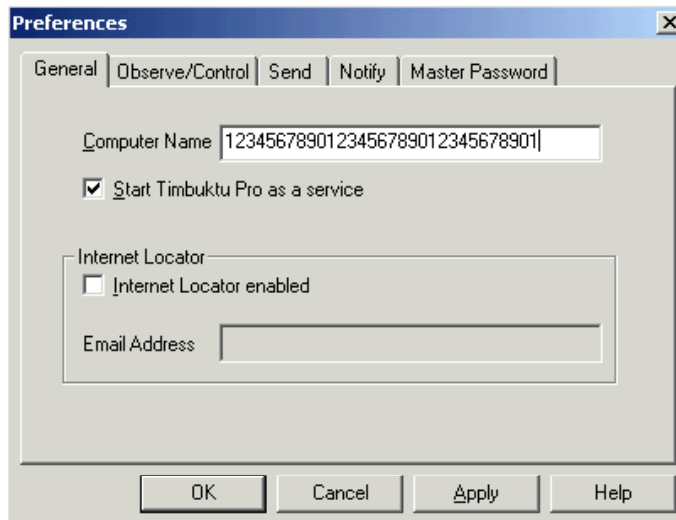 Preferences
General Observe/Control Send Notify Master Password
Computer Name 1234567890123456789012345678901
Start Timbuktu Pro as a service
Internet Locator
Internet Locator enabled
Email Address
OK Cancel Apply Help